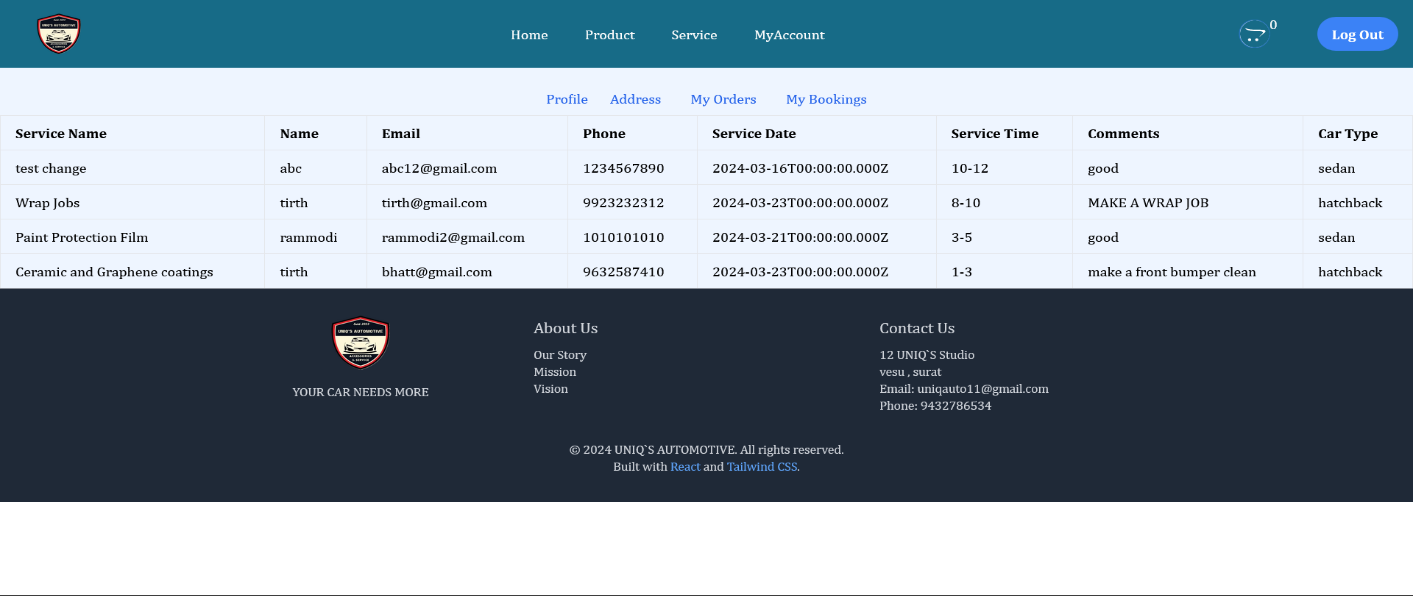 UNIQ'S AUTOMOTIVE
Home Product Service MyAccount 0 Log Out
Profile Address My Orders My Bookings
Service Name Name Email Phone Service Date Service Time Comments Car Type
test change abc abc12@gmail.com 1234567890 2024-03-16T00:00:00.000Z 10-12 good sedan
Wrap Jobs tirth tirth@gmail.com 9923232312 2024-03-23T00:00:00.000Z 8-10 MAKE A WRAP JOB hatchback
Paint Protection Film rammodi rammodi2@gmail.com 1010101010 2024-03-21T00:00:00.000Z 3-5 good sedan
Ceramic and Graphene coatings tirth bhatt@gmail.com 9632587410 2024-03-23T00:00:00.000Z 1-3 make a front bumper clean hatchback
UNIQ'S AUTOMOTIVE
YOUR CAR NEEDS MORE
About Us
Our Story
Mission
Vision
Contact Us
12 UNIQ`S Studio
vesu , surat
Email: uniqauto11@gmail.com
Phone: 9432786534
© 2024 UNIQ`S AUTOMOTIVE. All rights reserved.
Built with React and Tailwind CSS.